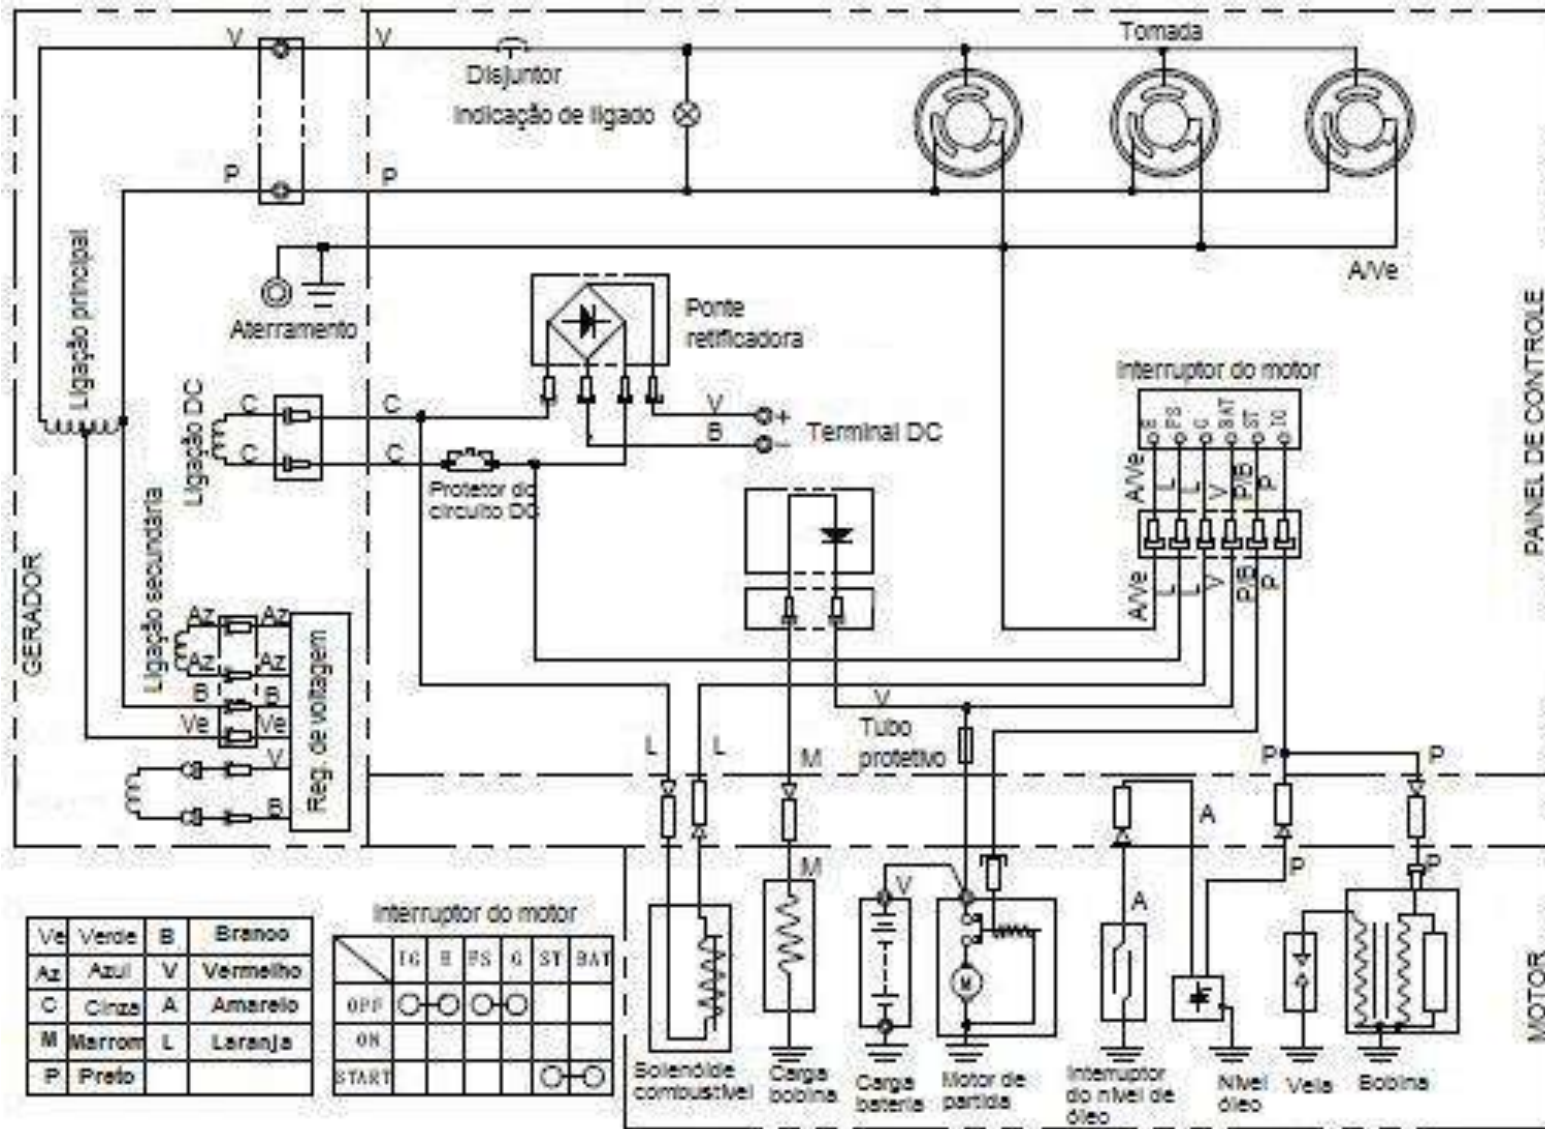 V
V
Disjuntor
Tomada
Indicação de ligado
P
P
A/Ve
Ligação principal
Aterramento
Ponte
retificadora
Interruptor do motor
E
FS
G
BAT
ST
IG
PAINEL DE CONTROLE
Ligação DC
C
C
C
C
V
+
B
-
Terminal DC
Protetor do
circuito DC
A/Ve
L
L
V
P/B
P
A/Ve
L
L
V
P/B
P
GERADOR
Ligação secundária
Az
Az
Az
Az
B
B
Ve
Ve
V
B
Reg. de voltagem
V
Tubo
protetivo
L
L
M
P
P
A
M
V
A
P
P
M
MOTOR
Ve Verde B Branco
Az Azul V Vermelho
C Cinza A Amarelo
M Marrom L Laranja
P Preto
Interruptor do motor
IG E FS G ST BAT
OFF
ON
START
Solenóide
combustível
Carga
bobina
Carga
bateria
Motor de
partida
Interruptor
do nível de
óleo
Nível
óleo
Vela
Bobina